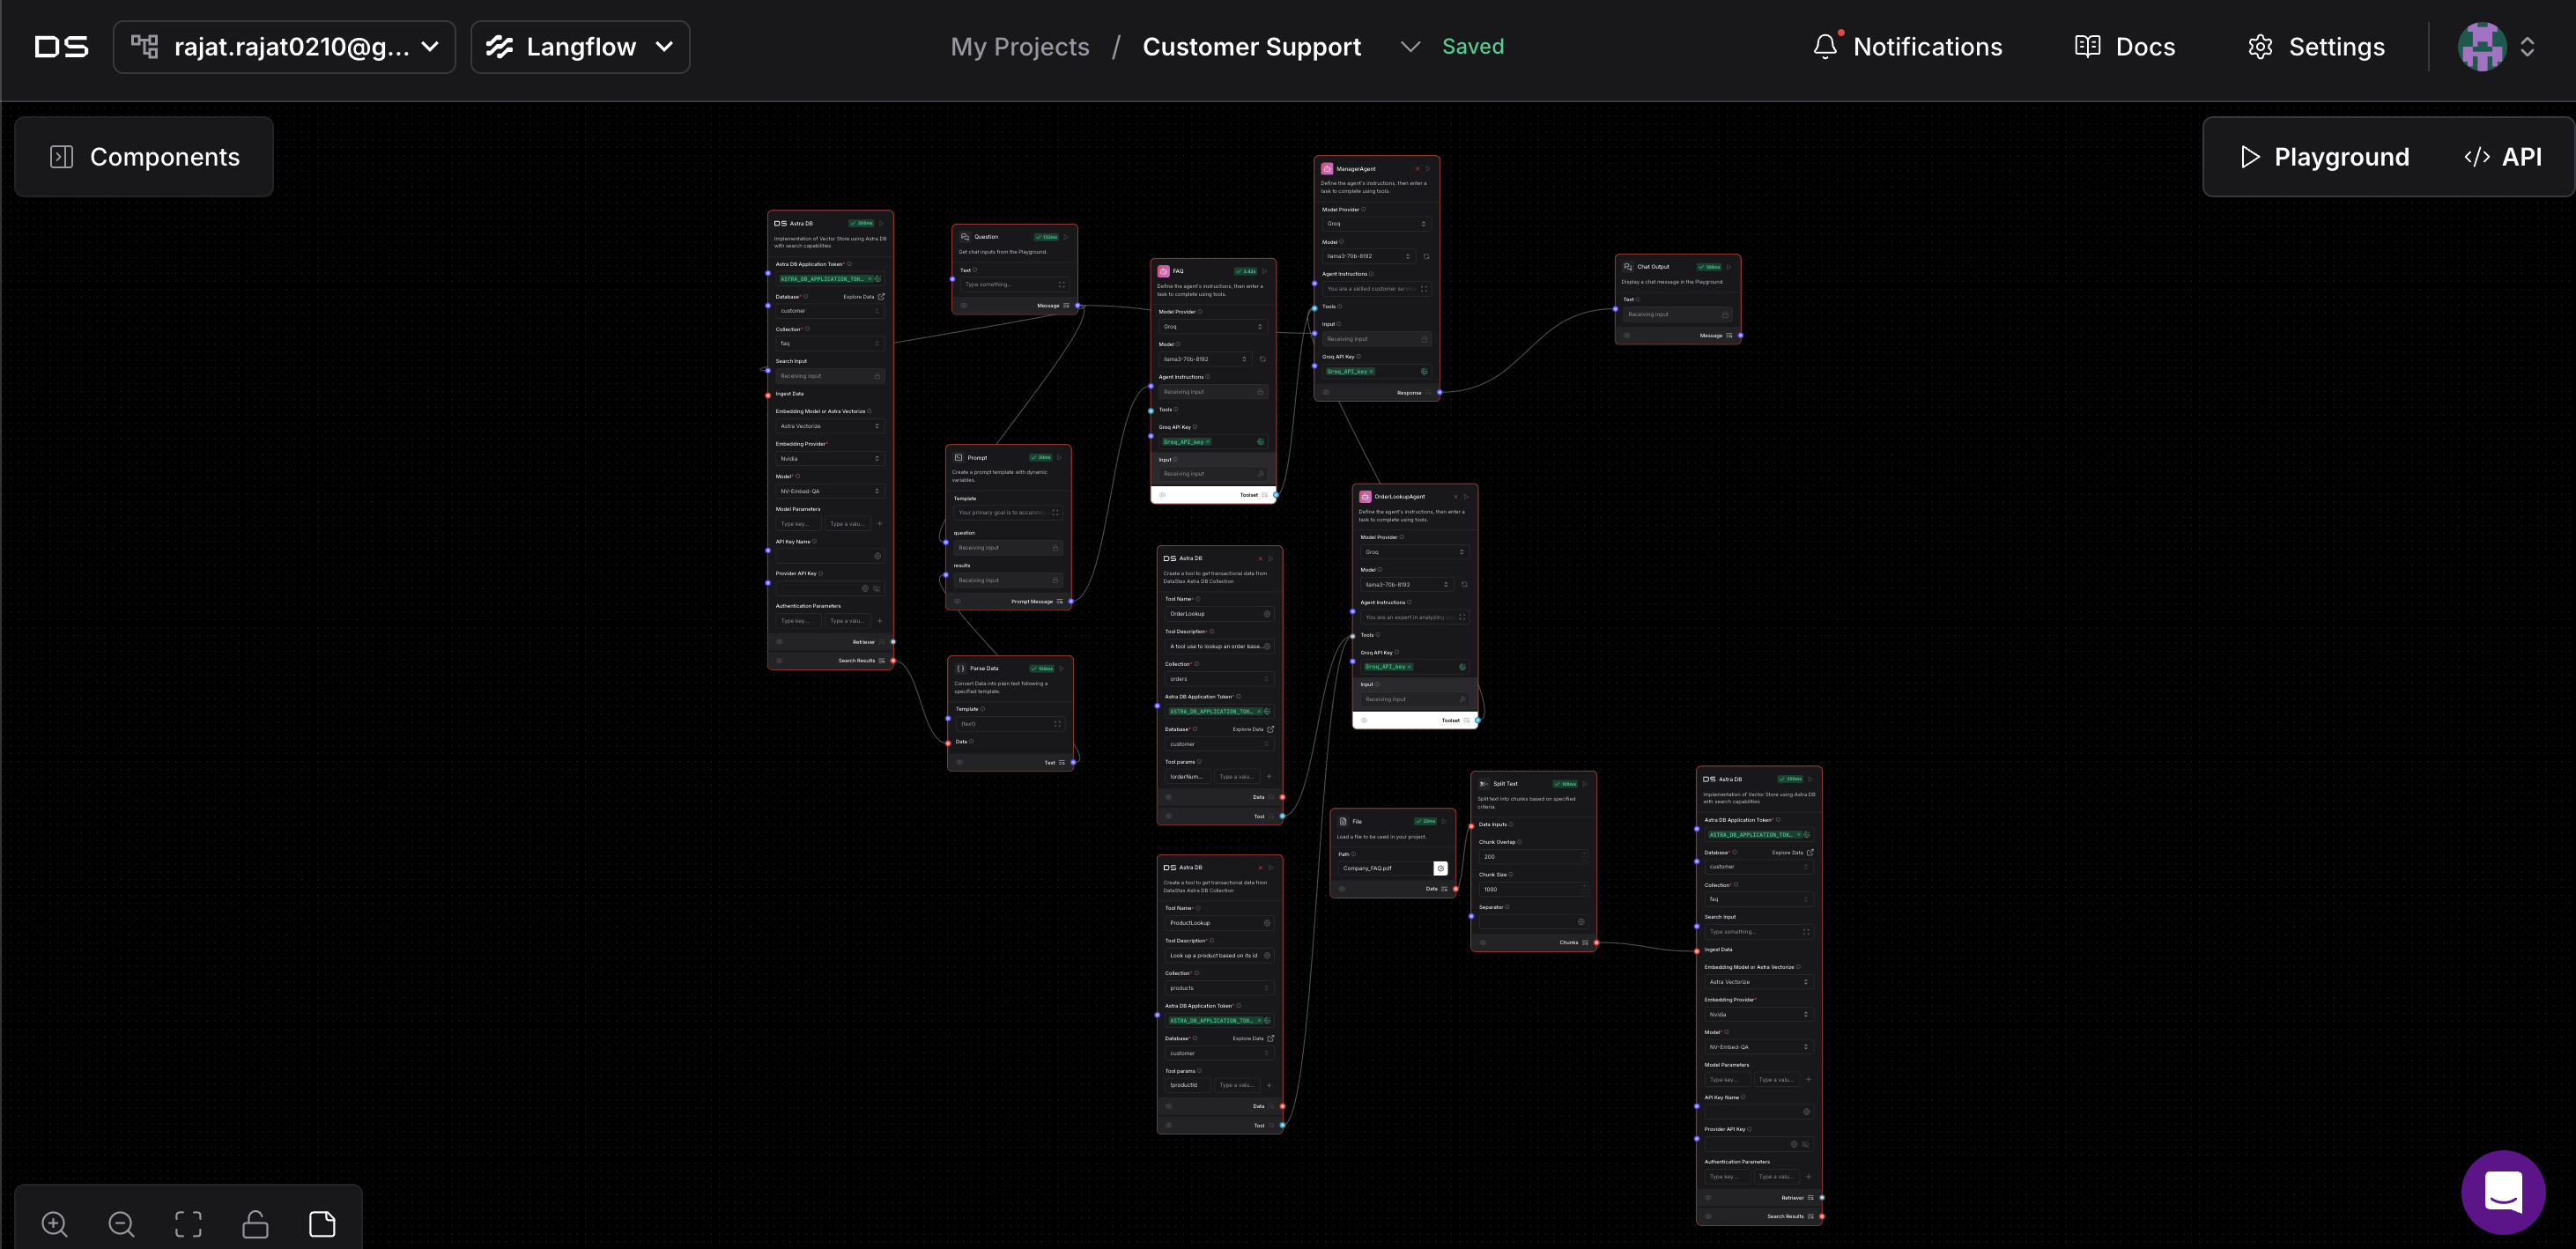 DS
rajat.rajat0210@g...
Langflow
My Projects / Customer Support
Saved
Notifications
Docs
Settings
Components
Playground
API
DS Astra DB
Implementation of Vector Store using Astra DB
with search capabilities
Astra DB Application Token*
ASTRA_DB_APPLICATION_TOK...
Database*
Explore Data
customer
Collection*
faq
Search Input
Receiving input
Ingest Data
Embedding Model or Astra Vectorize
Astra Vectorize
Embedding Provider*
Nvidia
Model*
NV-Embed-QA
Model Parameters
Type key...
Type a valu...
API Key Name
Provider API Key
Authentication Parameters
Type key...
Type a valu...
Retriever
Search Results
Question
Get chat inputs from the Playground.
Text
Type something...
Message
Prompt
Create a prompt template with dynamic
variables.
Template
Your primary goal is to
question
Receiving input
results
Receiving input
Prompt Message
Parse Data
Convert Data into plain text following a
specified template.
Template
{text}
Data
Text
FAQ
2.42s
Define the agent's instructions, then enter a
task to complete using tools.
Model Provider
Groq
Model
llama3-70b-8192
Agent Instructions
Receiving input
Tools
Groq API Key
Groq_API_key
Input
Receiving input
Toolset
ManagerAgent
Define the agent's instructions, then enter a
task to complete using tools.
Model Provider
Groq
Model
llama3-70b-8192
Agent Instructions
You are a skilled customer
Tools
Input
Receiving input
Groq API Key
Groq_API_key
Response
Chat Output
Display a chat message in the Playground.
Text
Receiving input
Message
DS Astra DB
Create a tool to get transactional data from
DataStax Astra DB Collection
Tool Name*
OrderLookup
Tool Description*
A tool use to lookup an order base...
Collection*
orders
Astra DB Application Token*
ASTRA_DB_APPLICATION_TOK...
Database*
Explore Data
customer
Tool params
!orderNum...
Type a valu...
Data
Tool
OrderLookupAgent
Define the agent's instructions, then enter a
task to complete using tools.
Model Provider
Groq
Model
llama3-70b-8192
Agent Instructions
You are an expert in analyzing
Tools
Groq API Key
Groq_API_key
Input
Receiving input
Toolset
DS Astra DB
Create a tool to get transactional data from
DataStax Astra DB Collection
Tool Name*
ProductLookup
Tool Description*
Look up a product based on its id
Collection*
products
Astra DB Application Token*
ASTRA_DB_APPLICATION_TOK...
Database*
Explore Data
customer
Tool params
!productId
Type a valu...
Data
Tool
File
Load a file to be used in your project.
Path
Company_FAQ.pdf
Data
Split Text
Split text into chunks based on specified
criteria.
Data Inputs
Chunk Overlap
200
Chunk Size
1000
Separator
Chunks
DS Astra DB
Implementation of Vector Store using Astra DB
with search capabilities
Astra DB Application Token*
ASTRA_DB_APPLICATION_TOK...
Database*
Explore Data
customer
Collection*
faq
Search Input
Type something...
Ingest Data
Embedding Model or Astra Vectorize
Astra Vectorize
Embedding Provider*
Nvidia
Model*
NV-Embed-QA
Model Parameters
Type key...
Type a valu...
API Key Name
Provider API Key
Authentication Parameters
Type key...
Type a valu...
Retriever
Search Results